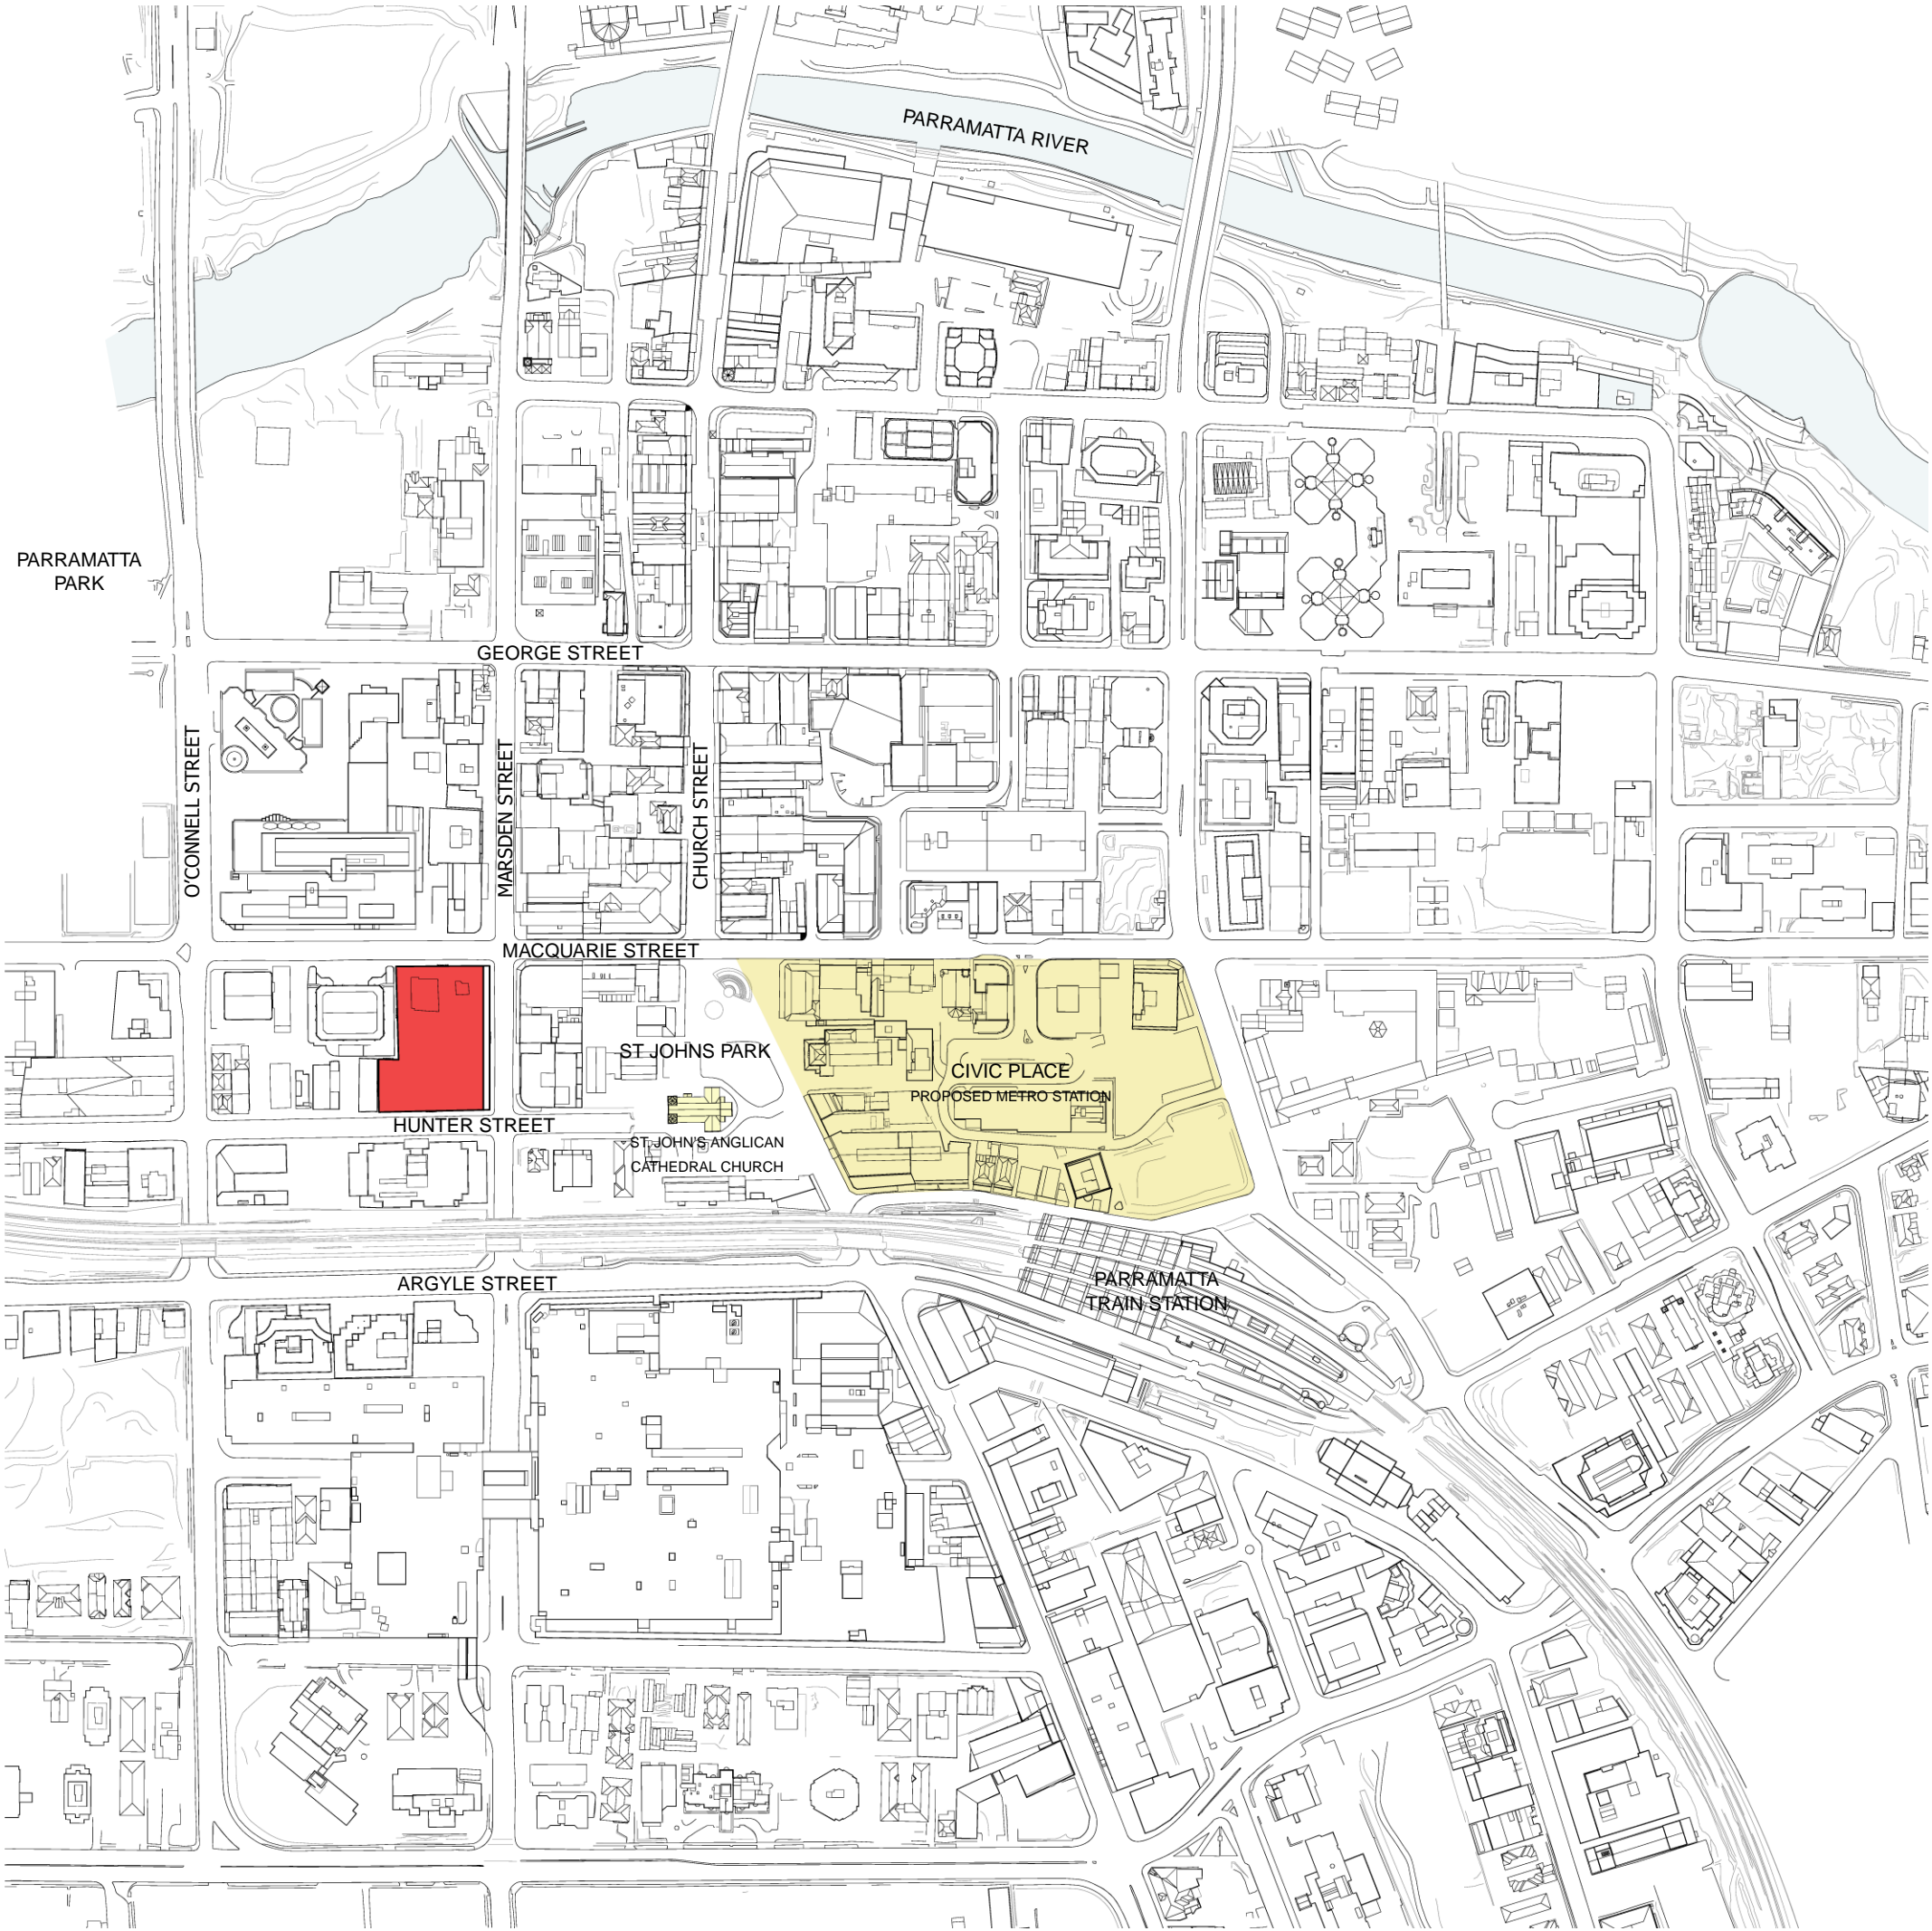 PARRAMATTA RIVER
PARRAMATTA
PARK
GEORGE STREET
O'CONNELL STREET
MARSDEN STREET
CHURCH STREET
MACQUARIE STREET
ST JOHNS PARK
CIVIC PLACE
PROPOSED METRO STATION
HUNTER STREET
ST. JOHN'S ANGLICAN
CATHEDRAL CHURCH
ARGYLE STREET
PARRAMATTA
TRAIN STATION